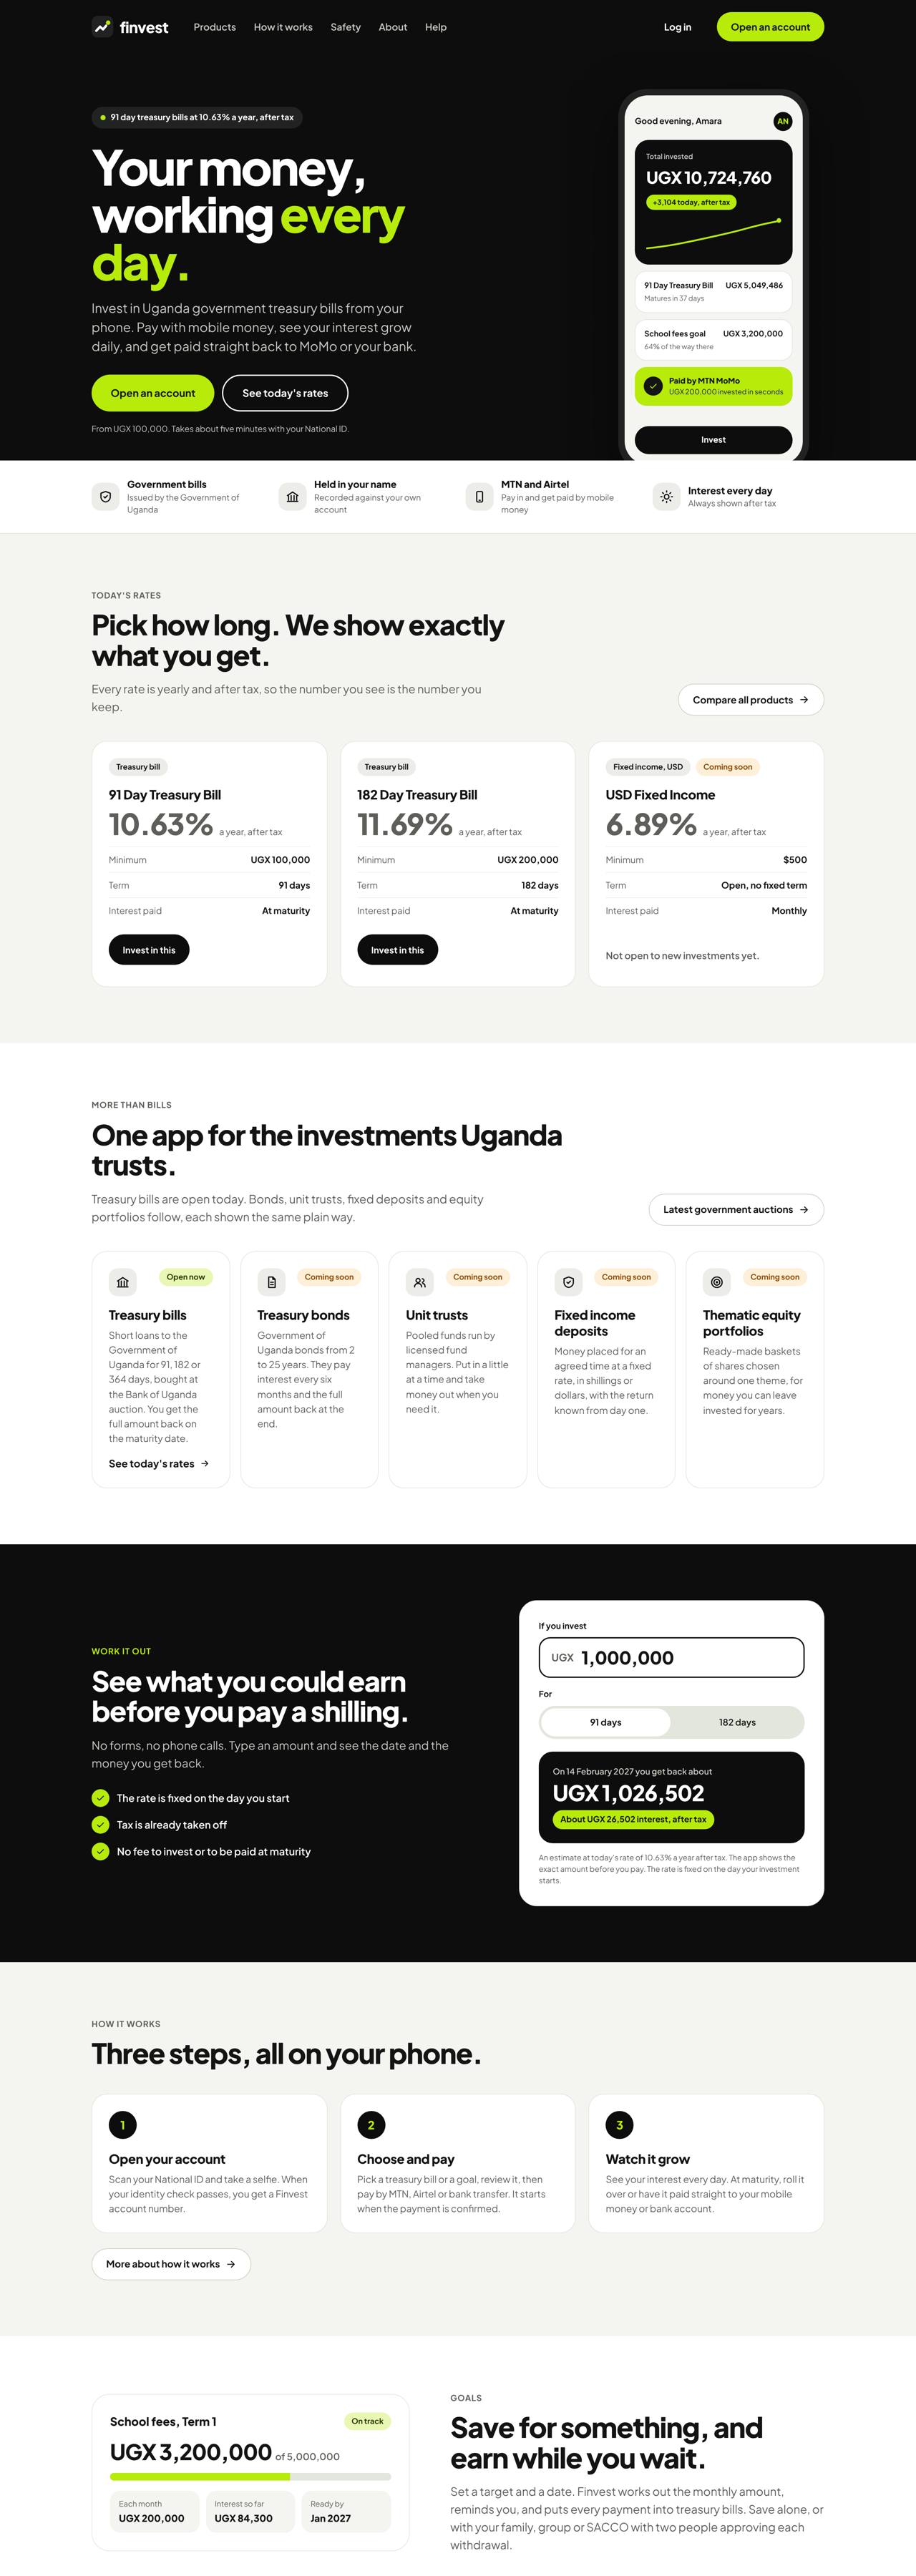 finvest
Products
How it works
Safety
About
Help
Log in
Open an account
91 day treasury bills at 10.63% a year, after tax
Your money,
working every
day.
Invest in Uganda government treasury bills from your
phone. Pay with mobile money, see your interest grow
daily, and get paid straight back to MoMo or your bank.
Open an account
See today's rates
From UGX 100,000. Takes about five minutes with your National ID.
Good evening, Amara
AN
Total invested
UGX 10,724,760
+3,104 today, after tax
91 Day Treasury Bill
UGX 5,049,486
Matures in 37 days
School fees goal
UGX 3,200,000
64% of the way there
Paid by MTN MoMo
UGX 200,000 invested in seconds
Invest
Government bills
Issued by the Government of
Uganda
Held in your name
Recorded against your own
account
MTN and Airtel
Pay in and get paid by mobile
money
Interest every day
Always shown after tax
TODAY'S RATES
Pick how long. We show exactly
what you get.
Every rate is yearly and after tax, so the number you see is the number you
keep.
Compare all products
Treasury bill
91 Day Treasury Bill
10.63% a year, after tax
Minimum
UGX 100,000
Term
91 days
Interest paid
At maturity
Invest in this
Treasury bill
182 Day Treasury Bill
11.69% a year, after tax
Minimum
UGX 200,000
Term
182 days
Interest paid
At maturity
Invest in this
Fixed income, USD
Coming soon
USD Fixed Income
6.89% a year, after tax
Minimum
$500
Term
Open, no fixed term
Interest paid
Monthly
Not open to new investments yet.
MORE THAN BILLS
One app for the investments Uganda
trusts.
Treasury bills are open today. Bonds, unit trusts, fixed deposits and equity
portfolios follow, each shown the same plain way.
Latest government auctions
Open now
Treasury bills
Short loans to the
Government of
Uganda for 91, 182 or
364 days, bought at
the Bank of Uganda
auction. You get the
full amount back on
the maturity date.
See today's rates
Coming soon
Treasury bonds
Government of
Uganda bonds from 2
to 25 years. They pay
interest every six
months and the full
amount back at the
end.
Coming soon
Unit trusts
Pooled funds run by
licensed fund
managers. Put in a little
at a time and take
money out when you
need it.
Coming soon
Fixed income
deposits
Money placed for an
agreed time at a fixed
rate, in shillings or
dollars, with the return
known from day one.
Coming soon
Thematic equity
portfolios
Ready-made baskets
of shares chosen
around one theme, for
money you can leave
invested for years.
WORK IT OUT
See what you could earn
before you pay a shilling.
No forms, no phone calls. Type an amount and see the date and the
money you get back.
The rate is fixed on the day you start
Tax is already taken off
No fee to invest or to be paid at maturity
If you invest
UGX 1,000,000
For
91 days
182 days
On 14 February 2027 you get back about
UGX 1,026,502
About UGX 26,502 interest, after tax
An estimate at today's rate of 10.63% a year after tax. The app shows the
exact amount before you pay. The rate is fixed on the day your investment
starts.
HOW IT WORKS
Three steps, all on your phone.
1
Open your account
Scan your National ID and take a selfie. When
your identity check passes, you get a Finvest
account number.
2
Choose and pay
Pick a treasury bill or a goal, review it, then
pay by MTN, Airtel or bank transfer. It starts
when the payment is confirmed.
3
Watch it grow
See your interest every day. At maturity, roll it
over or have it paid straight to your mobile
money or bank account.
More about how it works
School fees, Term 1
On track
UGX 3,200,000 of 5,000,000
Each month
UGX 200,000
Interest so far
UGX 84,300
Ready by
Jan 2027
GOALS
Save for something, and
earn while you wait.
Set a target and a date. Finvest works out the monthly amount,
reminds you, and puts every payment into treasury bills. Save alone, or
with your family, group or SACCO with two people approving each
withdrawal.